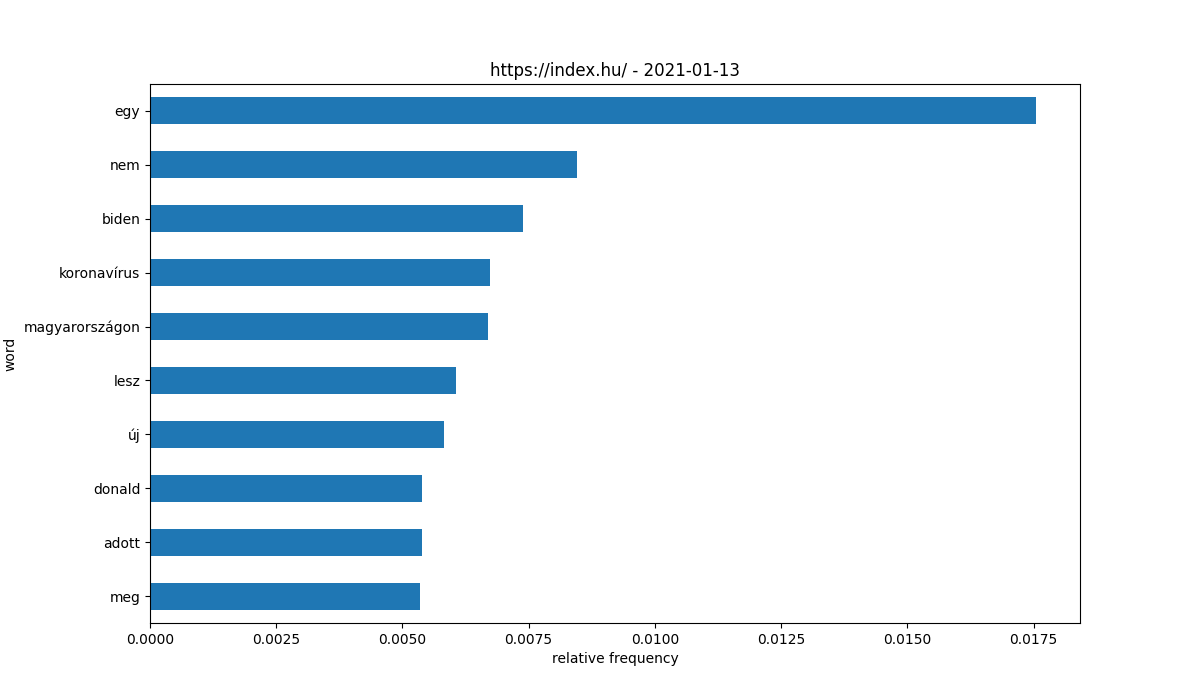 https://index.hu/ - 2021-01-13
egy
nem
biden
koronavírus
magyarországon
lesz
új
donald
adott
meg
word
0.0000 0.0025 0.0050 0.0075 0.0100 0.0125 0.0150 0.0175
relative frequency